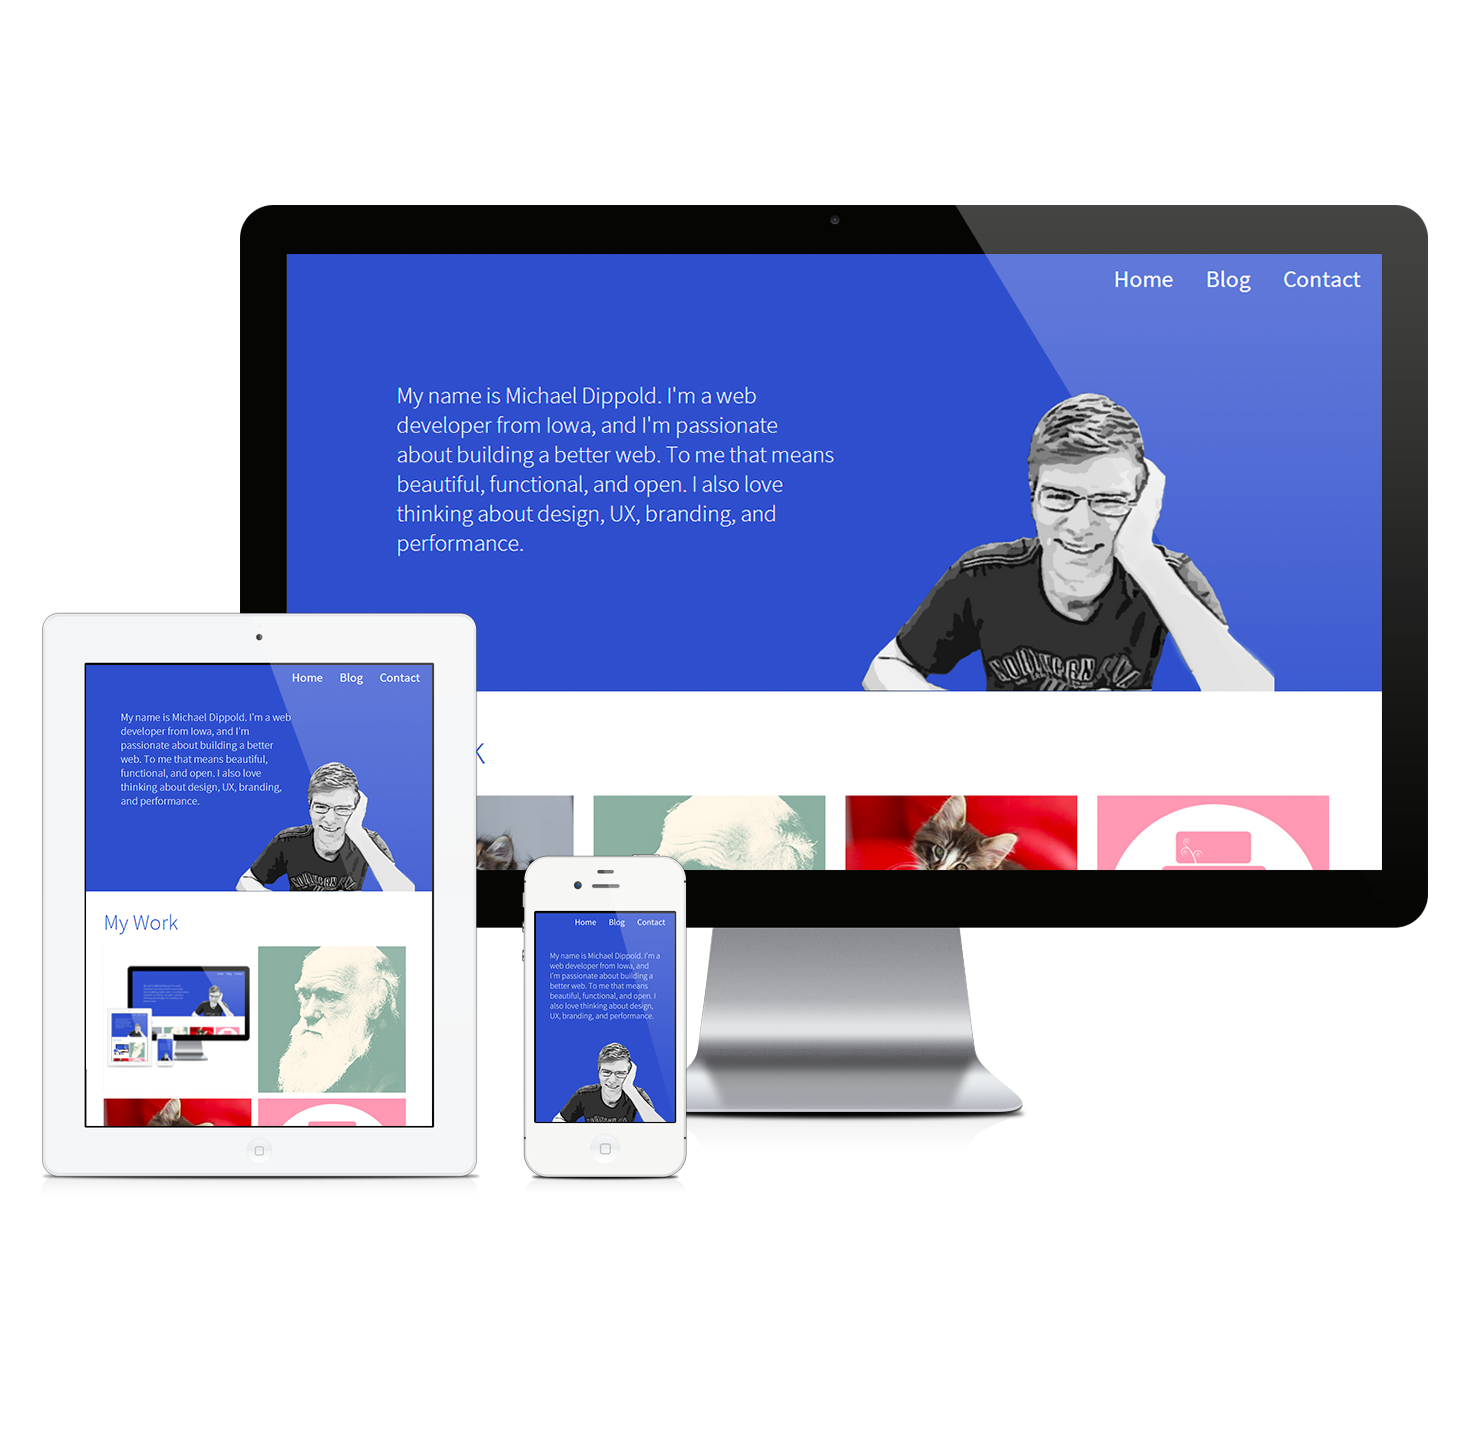 Home Blog Contact
My name is Michael Dippold. I'm a web
developer from Iowa, and I'm passionate
about building a better web. To me that means
beautiful, functional, and open. I also love
thinking about design, UX, branding, and
performance.
K
Home Blog Contact
My name is Michael Dippold. I'm a web
developer from Iowa, and I'm
passionate about building a better
web. To me that means beautiful,
functional, and open. I also love
thinking about design, UX, branding,
and performance.
My Work
Home Blog Contact
My name is Michael Dippold. I'm a
web developer from Iowa, and
I'm passionate about building a
better web. To me that means
beautiful, functional, and open. I
also love thinking about design,
UX, branding, and performance.